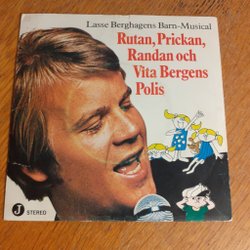 Lasse Berghagens Barn-Musical
Rutan, Prickan,
Randan och
Vita Bergens
Polis
J STEREO